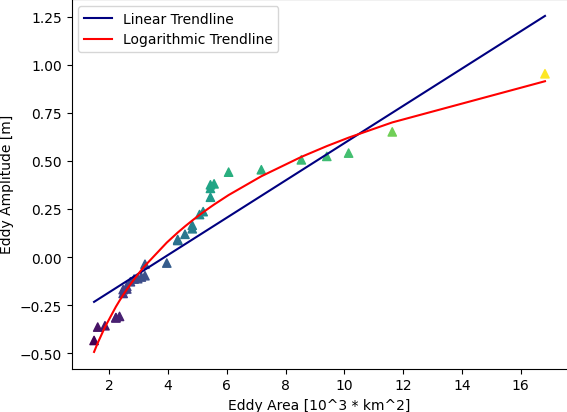 Linear Trendline
Logarithmic Trendline
1.25
1.00
0.75
0.50
0.25
0.00
−0.25
−0.50
Eddy Amplitude [m]
2 4 6 8 10 12 14 16
Eddy Area [10^3 * km^2]